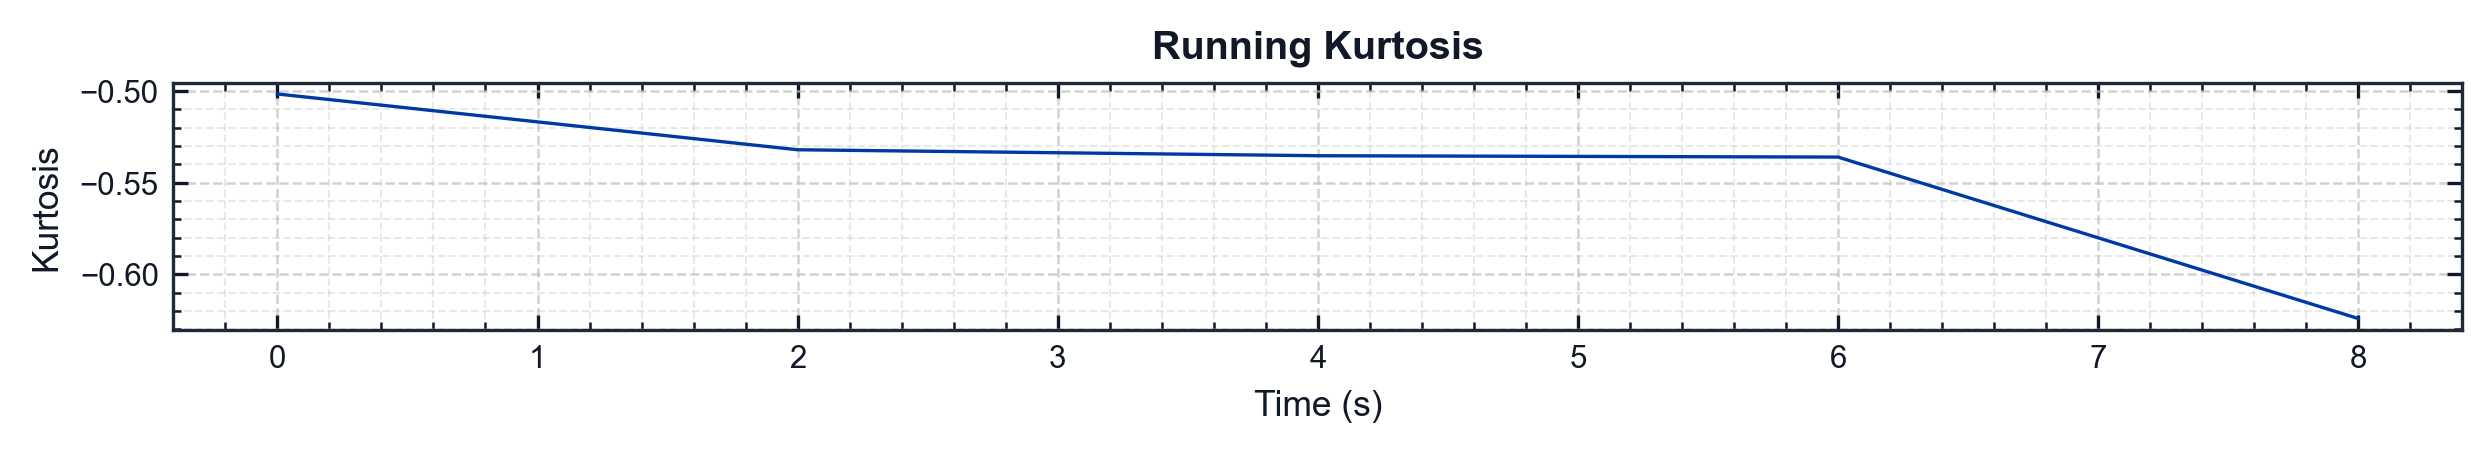 Running Kurtosis
Kurtosis
−0.50
−0.55
−0.60
0 1 2 3 4 5 6 7 8
Time (s)